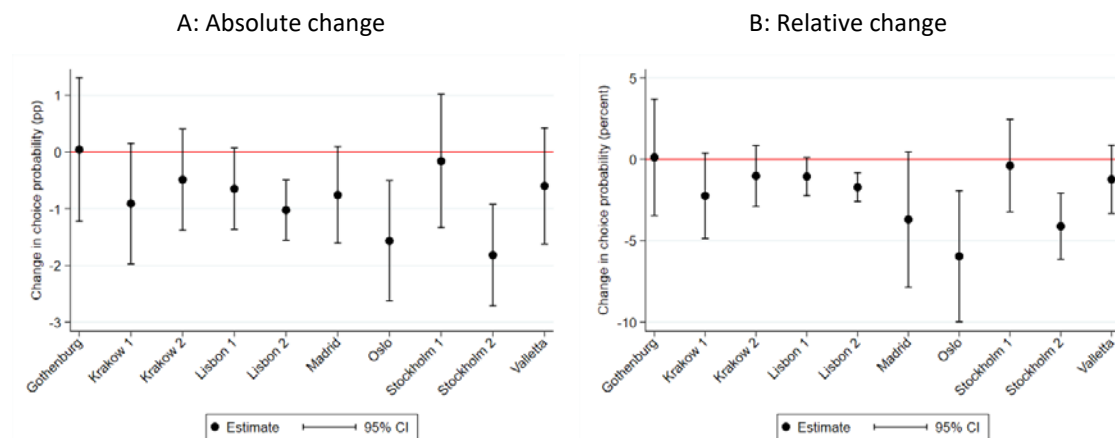 A: Absolute change
Change in choice probability (pp)
1
0
-1
-2
-3
Gothenburg
Krakow 1
Krakow 2
Lisbon 1
Lisbon 2
Madrid
Oslo
Stockholm 1
Stockholm 2
Valletta
Estimate 95% CI
B: Relative change
Change in choice probability (percent)
5
0
-5
-10
Gothenburg
Krakow 1
Krakow 2
Lisbon 1
Lisbon 2
Madrid
Oslo
Stockholm 1
Stockholm 2
Valletta
Estimate 95% CI